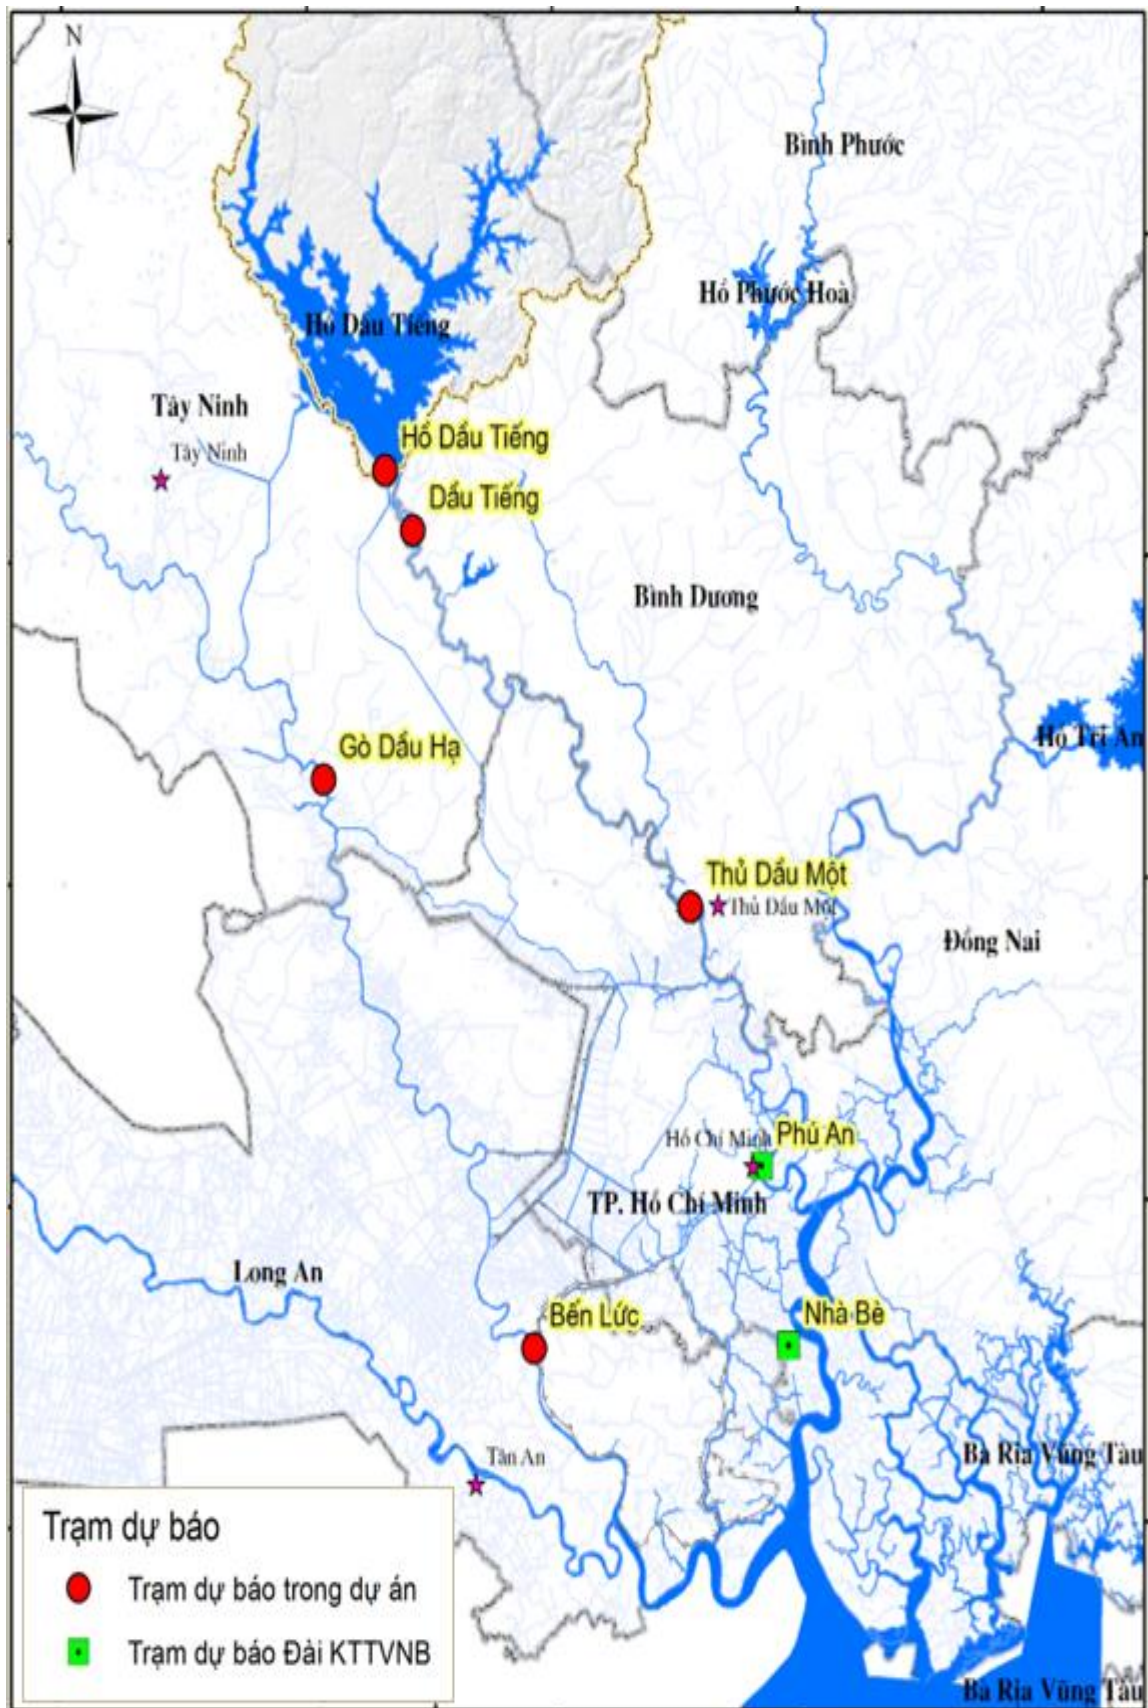 N
Bình Phước
Hồ Phước Hoà
Hồ Dầu Tiếng
Tây Ninh
Tây Ninh
Hồ Dầu Tiếng
Dầu Tiếng
Bình Dương
Hồ Trị An
Gò Dầu Hạ
Thủ Dầu Một
Thủ Dầu Một
Đồng Nai
Hồ Chí Minh
Phú An
TP. Hồ Chí Minh
Long An
Bến Lức
Nhà Bè
Tân An
Bà Rịa Vũng Tàu
Trạm dự báo
Trạm dự báo trong dự án
Trạm dự báo Đài KTTVNB
Bà Rịa Vũng Tàu